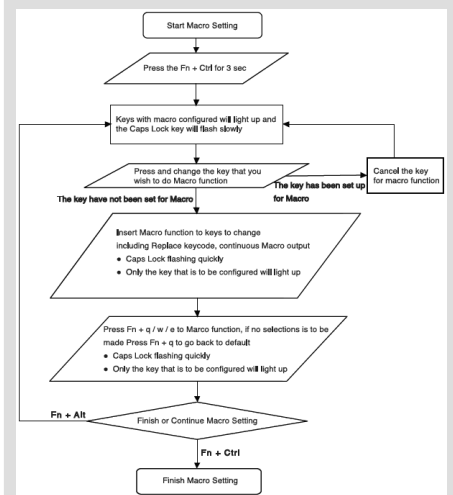 Start Macro Setting
Press the Fn + Ctrl for 3 sec
Keys with macro configured will light up and
the Caps Lock key will flash slowly
Press and change the key that you
wish to do Macro function
Cancel the key
for macro function
The key has been set up
for Macro
The key have not been set for Macro
Insert Macro function to keys to change
including Replace keycode, continuous Macro output
● Caps Lock flashing quickly
● Only the key that is to be configured will light up
Press Fn + q / w / e to Marco function, if no selections is to be
made Press Fn + q to go back to default
● Caps Lock flashing quickly
● Only the key that is to be configured will light up
Fn + Alt
Finish or Continue Macro Setting
Fn + Ctrl
Finish Macro Setting